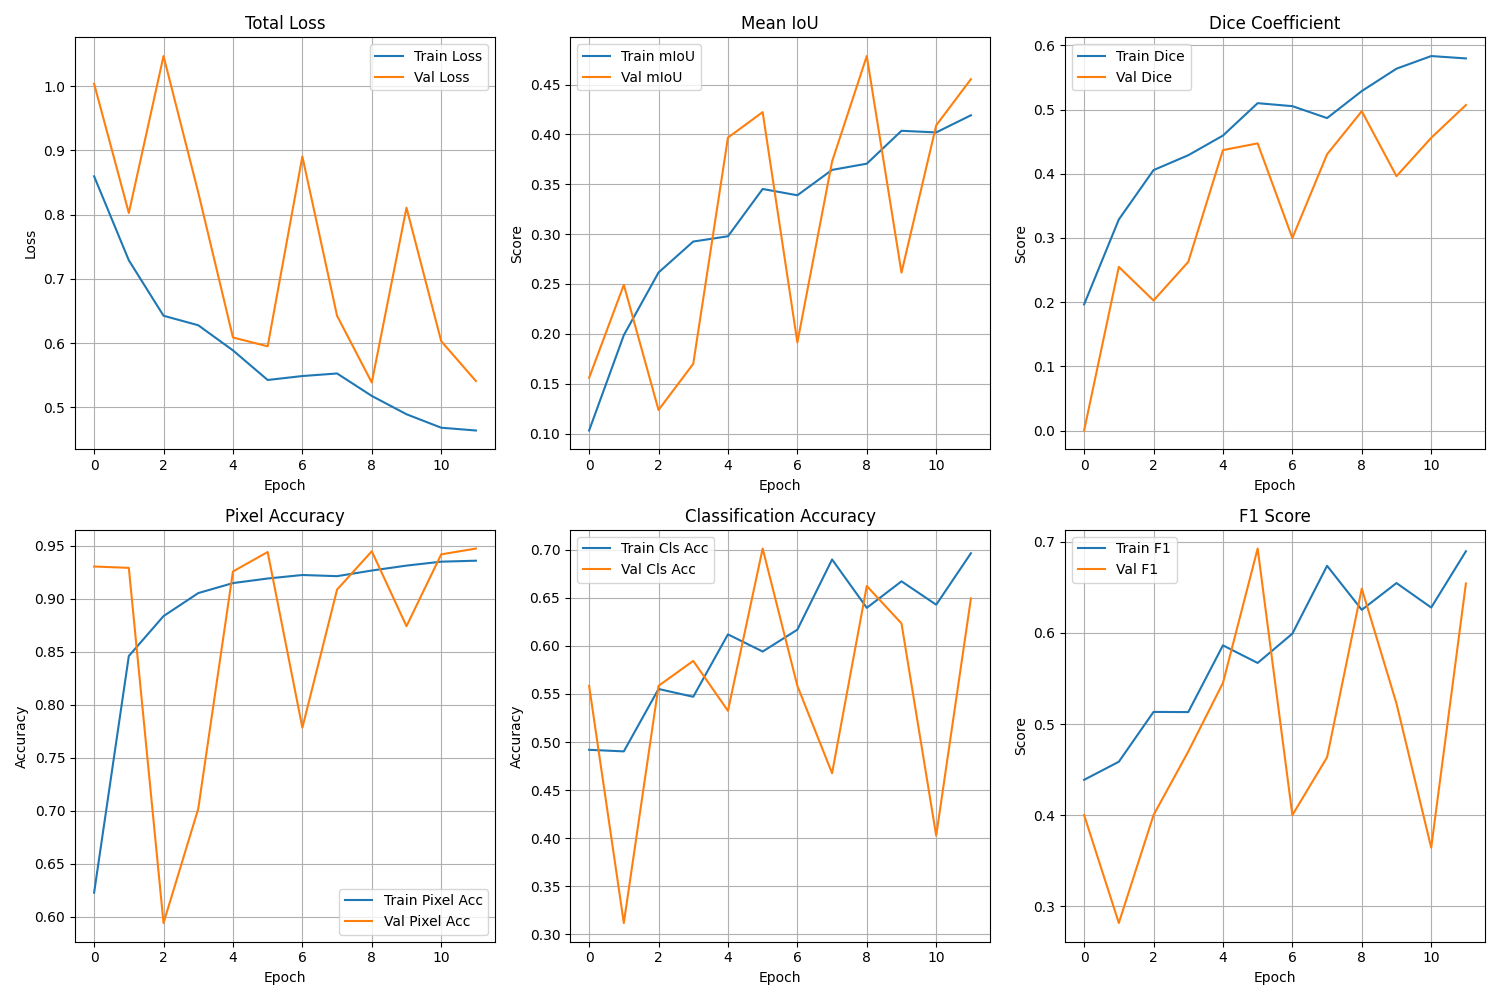 Total Loss
Train Loss
Val Loss
1.0
0.9
0.8
0.7
0.6
0.5
Loss
0 2 4 6 8 10
Epoch
Mean IoU
Train mIoU
Val mIoU
0.45
0.40
0.35
0.30
0.25
0.20
0.15
0.10
Score
0 2 4 6 8 10
Epoch
Dice Coefficient
Train Dice
Val Dice
0.6
0.5
0.4
0.3
0.2
0.1
0.0
Score
0 2 4 6 8 10
Epoch
Pixel Accuracy
0.95
0.90
0.85
0.80
0.75
0.70
0.65
0.60
Accuracy
Train Pixel Acc
Val Pixel Acc
0 2 4 6 8 10
Epoch
Classification Accuracy
Train Cls Acc
Val Cls Acc
0.70
0.65
0.60
0.55
0.50
0.45
0.40
0.35
0.30
Accuracy
0 2 4 6 8 10
Epoch
F1 Score
Train F1
Val F1
0.7
0.6
0.5
0.4
0.3
Score
0 2 4 6 8 10
Epoch